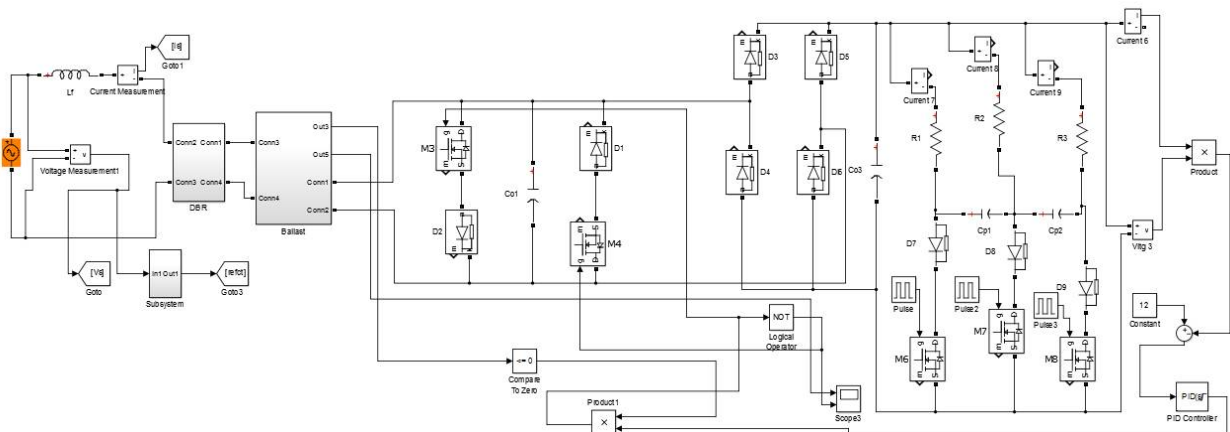 [Is]
Goto1
Lf
Current Measurement
Voltage Measurement1
[Vs]
Goto
In1 Out1
Subsystem
[refct]
Goto3
Conn2 Conn1
Conn3 Conn4
DBR
Conn3
Conn4
Out3
Out5
Conn1
Conn2
Ballast
M3
D2
Co1
D1
M4
D3
D5
D4
D6
Co3
Current 7
Current 8
Current 9
Current 6
R1
R2
R3
Cp1
Cp2
D7
D8
D9
Pulse
Pulse2
Pulse3
M6
M7
M8
Product
Vltg 3
12
Constant
PID(s)
PID Controller
NOT
Logical
Operator
<= 0
Compare
To Zero
Product1
Scope3